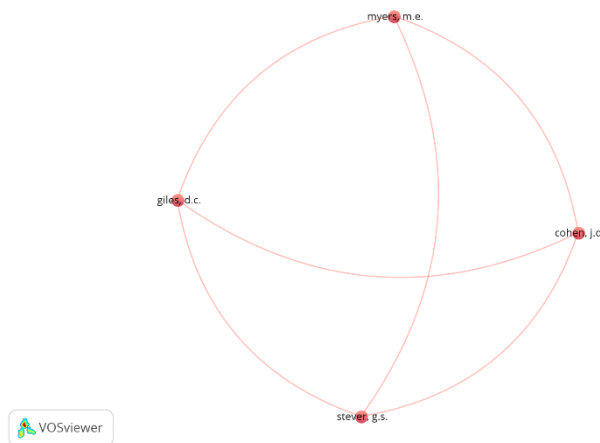 myers, m.e.
giles, d.c.
cohen, j.d
stever, g.s.
VOSviewer